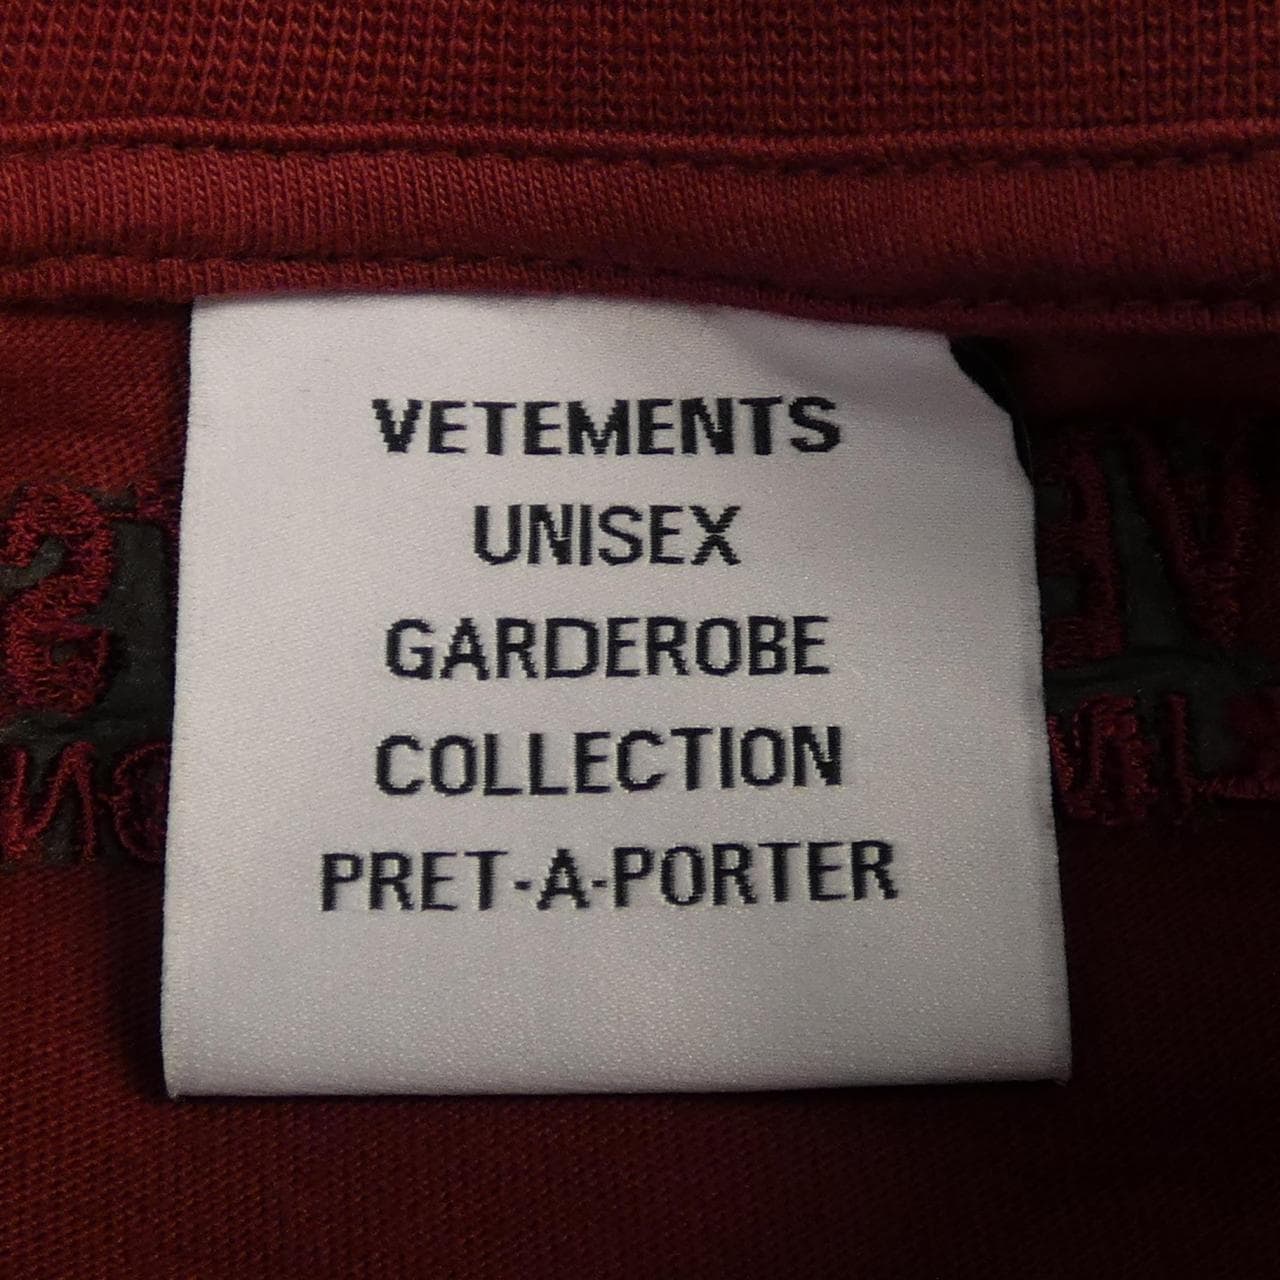 VETEMENTS
UNISEX
GARDEROBE
COLLECTION
PRET-A-PORTER